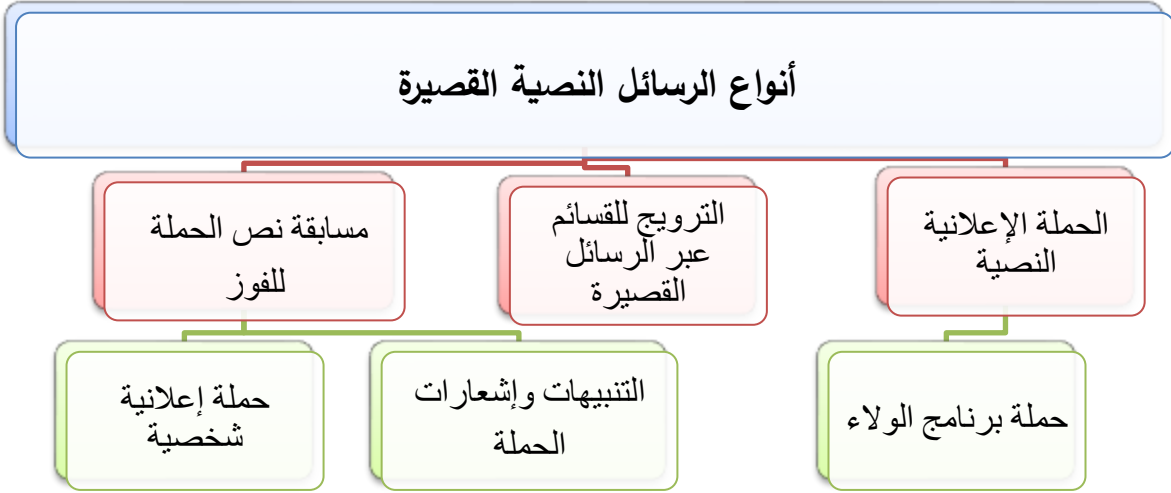 أنواع الرسائل النصية القصيرة
الحملة الإعلانية
النصية
الترويج للقسائم
عبر الرسائل
القصيرة
مسابقة نص الحملة
للفوز
حملة برنامج الولاء
التنبيهات وإشعارات
الحملة
حملة إعلانية
شخصية